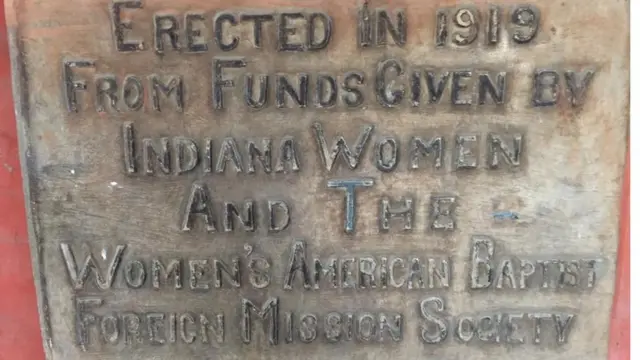 ERECTED IN 1919
FROM FUNDS GIVEN BY
INDIANA WOMEN
AND THE
WOMEN'S AMERICAN BAPTIST
FOREIGN MISSION SOCIETY